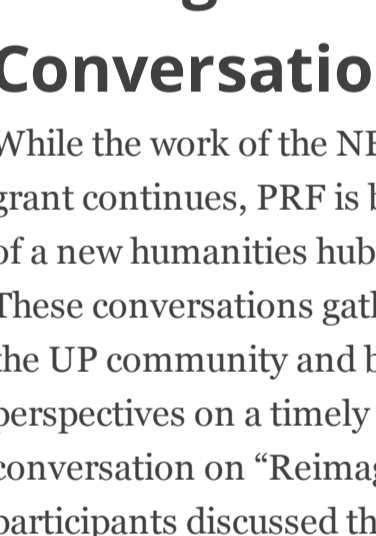 Conversatio
While the work of the NE
grant continues, PRF is b
of a new humanities hub
These conversations gath
the UP community and b
perspectives on a timely
conversation on “Reimag
participants discussed th